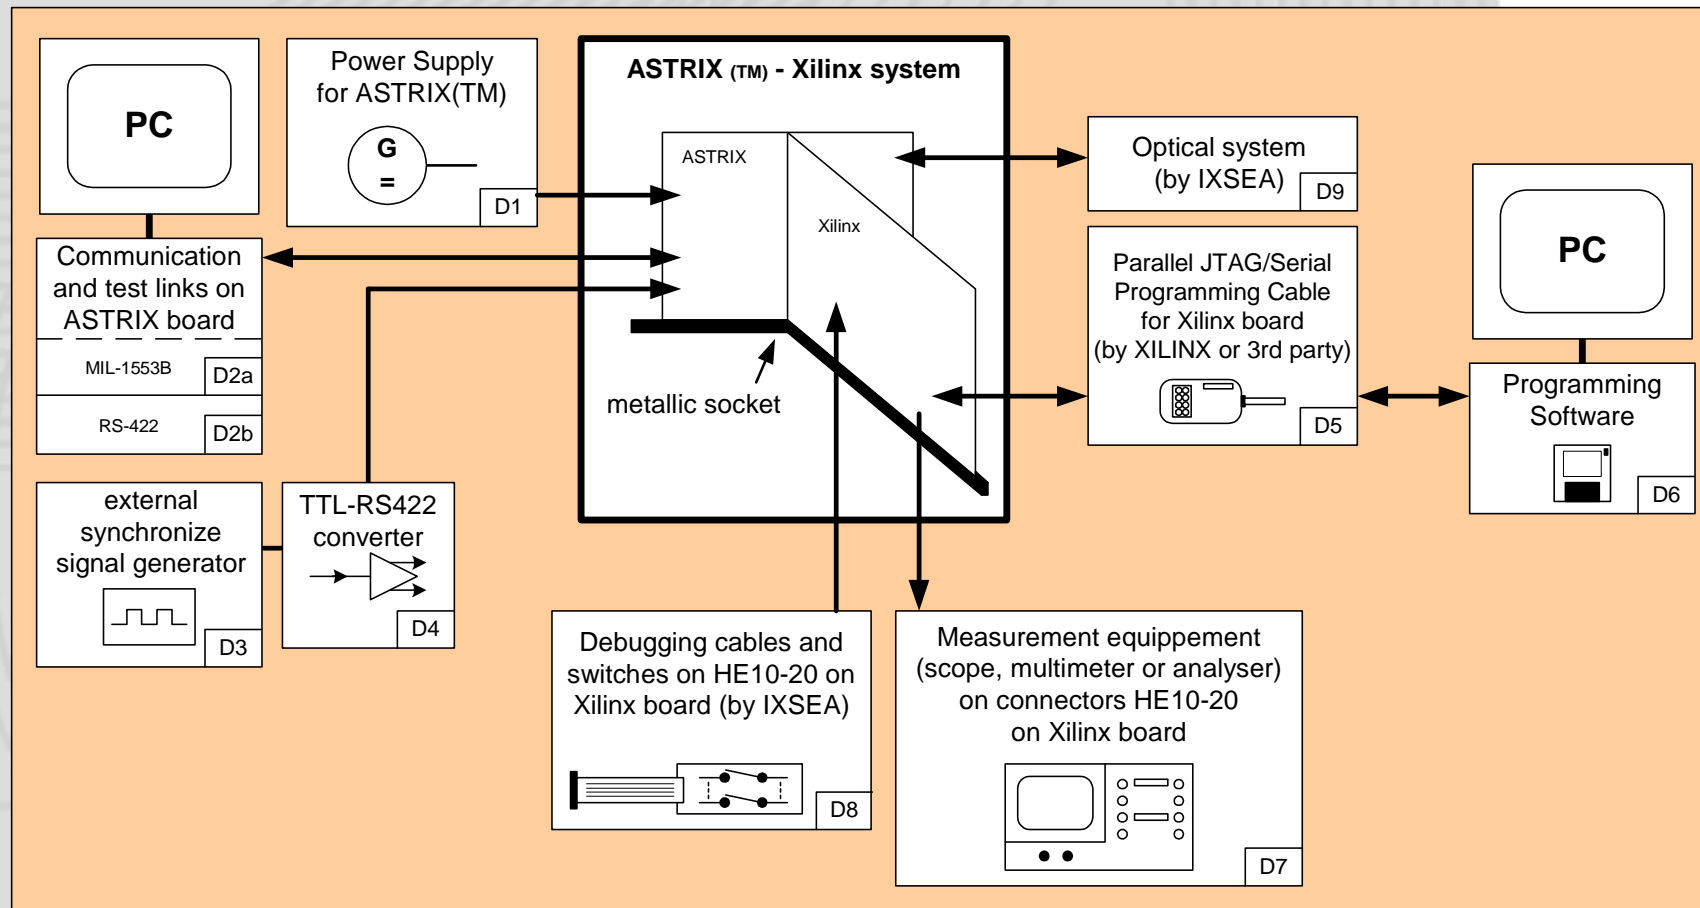 PC
Communication
and test links on
ASTRIX board
MIL-1553B
D2a
RS-422
D2b
external
synchronize
signal generator
D3
TTL-RS422
converter
D4
Power Supply
for ASTRIX(TM)
G
=
D1
ASTRIX (TM) - Xilinx system
ASTRIX
Xilinx
metallic socket
Debugging cables and
switches on HE10-20 on
Xilinx board (by IXSEA)
D8
Measurement equippement
(scope, multimeter or analyser)
on connectors HE10-20
on Xilinx board
D7
Optical system
(by IXSEA)
D9
Parallel JTAG/Serial
Programming Cable
for Xilinx board
(by XILINX or 3rd party)
D5
PC
Programming
Software
D6